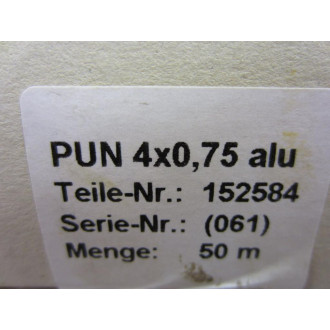 PUN 4x0,75 alu
Teile-Nr.: 152584
Serie-Nr.: (061)
Menge: 50 m